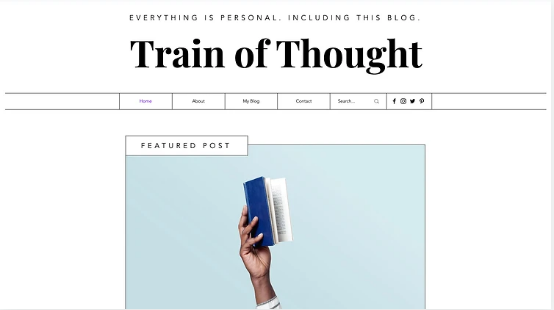 EVERYTHING IS PERSONAL. INCLUDING THIS BLOG.
Train of Thought
Home About My Blog Contact Search...
FEATURED POST